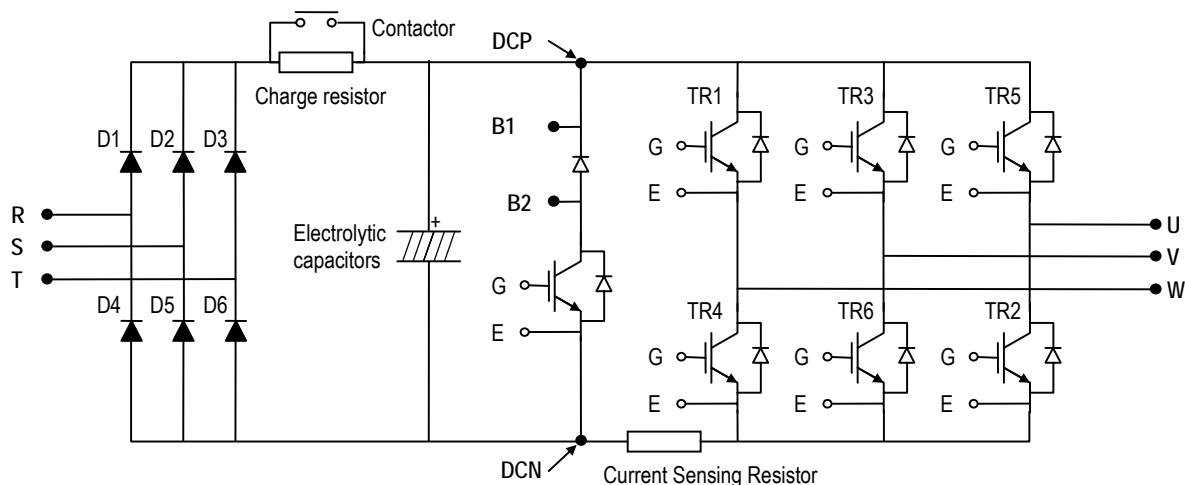 Contactor
DCP
Charge resistor
TR1 TR3 TR5
B1
D1 D2 D3
G G G
E E E
B2
R
U
Electrolytic
capacitors
+
S
V
T
G
W
D4 D5 D6
TR4 TR6 TR2
E
G G G
E E E
DCN
Current Sensing Resistor